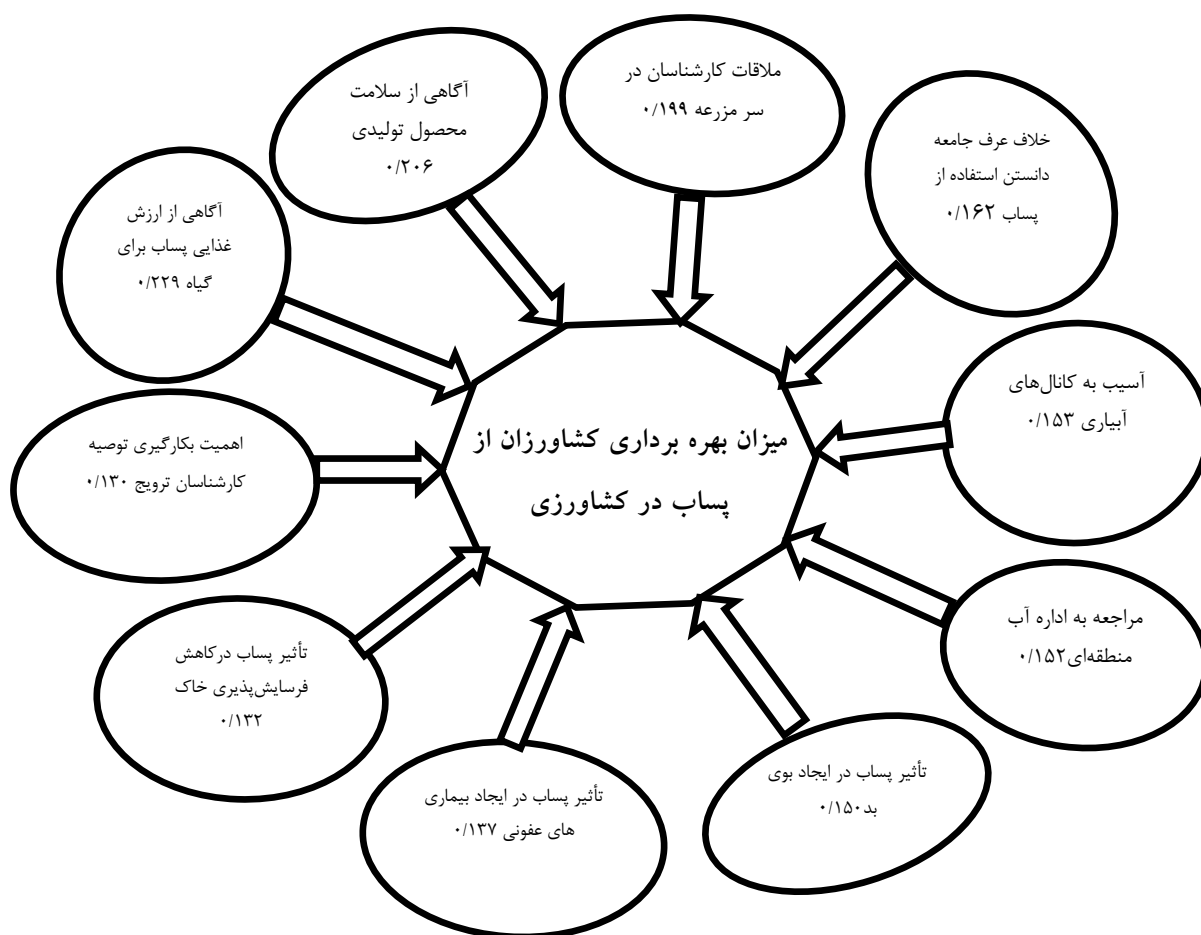 ملاقات کارشناسان در
سر مزرعه ۰/۱۹۹
آگاهی از سلامت
محصول تولیدی
۰/۲۰۶
خلاف عرف جامعه
دانستن استفاده از
پساب ۰/۱۶۲
آگاهی از ارزش
غذایی پساب برای
گیاه ۰/۲۲۹
آسیب به کانال‌های
آبیاری ۰/۱۵۳
میزان بهره برداری کشاورزان از
پساب در کشاورزی
اهمیت بکارگیری توصیه
کارشناسان ترویج ۰/۱۳۰
مراجعه به اداره آب
منطقه‌ای۰/۱۵۲
تأثیر پساب درکاهش
فرسایش‌پذیری خاک
۰/۱۳۲
تأثیر پساب در ایجاد بوی
بد۰/۱۵۰
تأثیر پساب در ایجاد بیماری
های عفونی ۰/۱۳۷